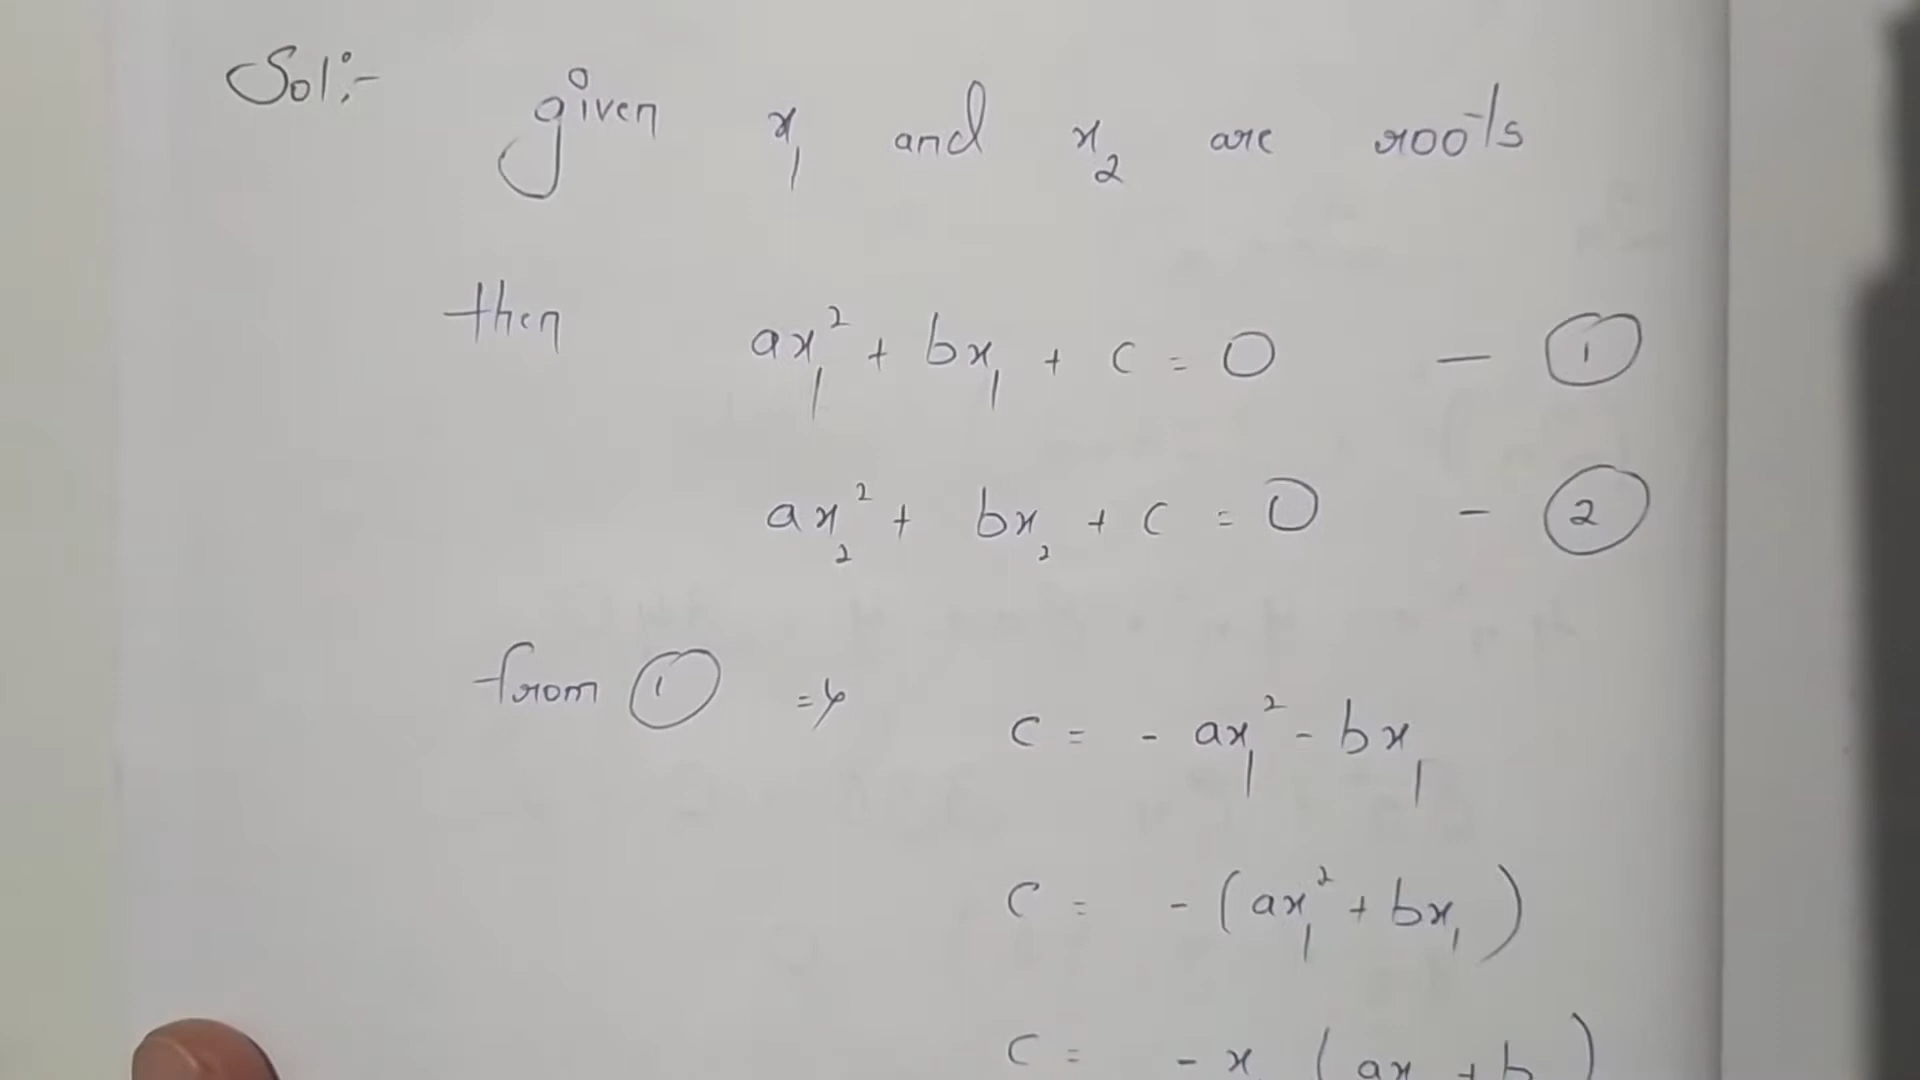 Sol:-
given x₁ and x₂ are roots
then ax₁² + bx₁ + c = 0 — ①
ax₂² + bx₂ + c = 0 - ②
from ① => c = - ax₁² - bx₁
c = - (ax₁² + bx₁)
c = - x (ax + b)